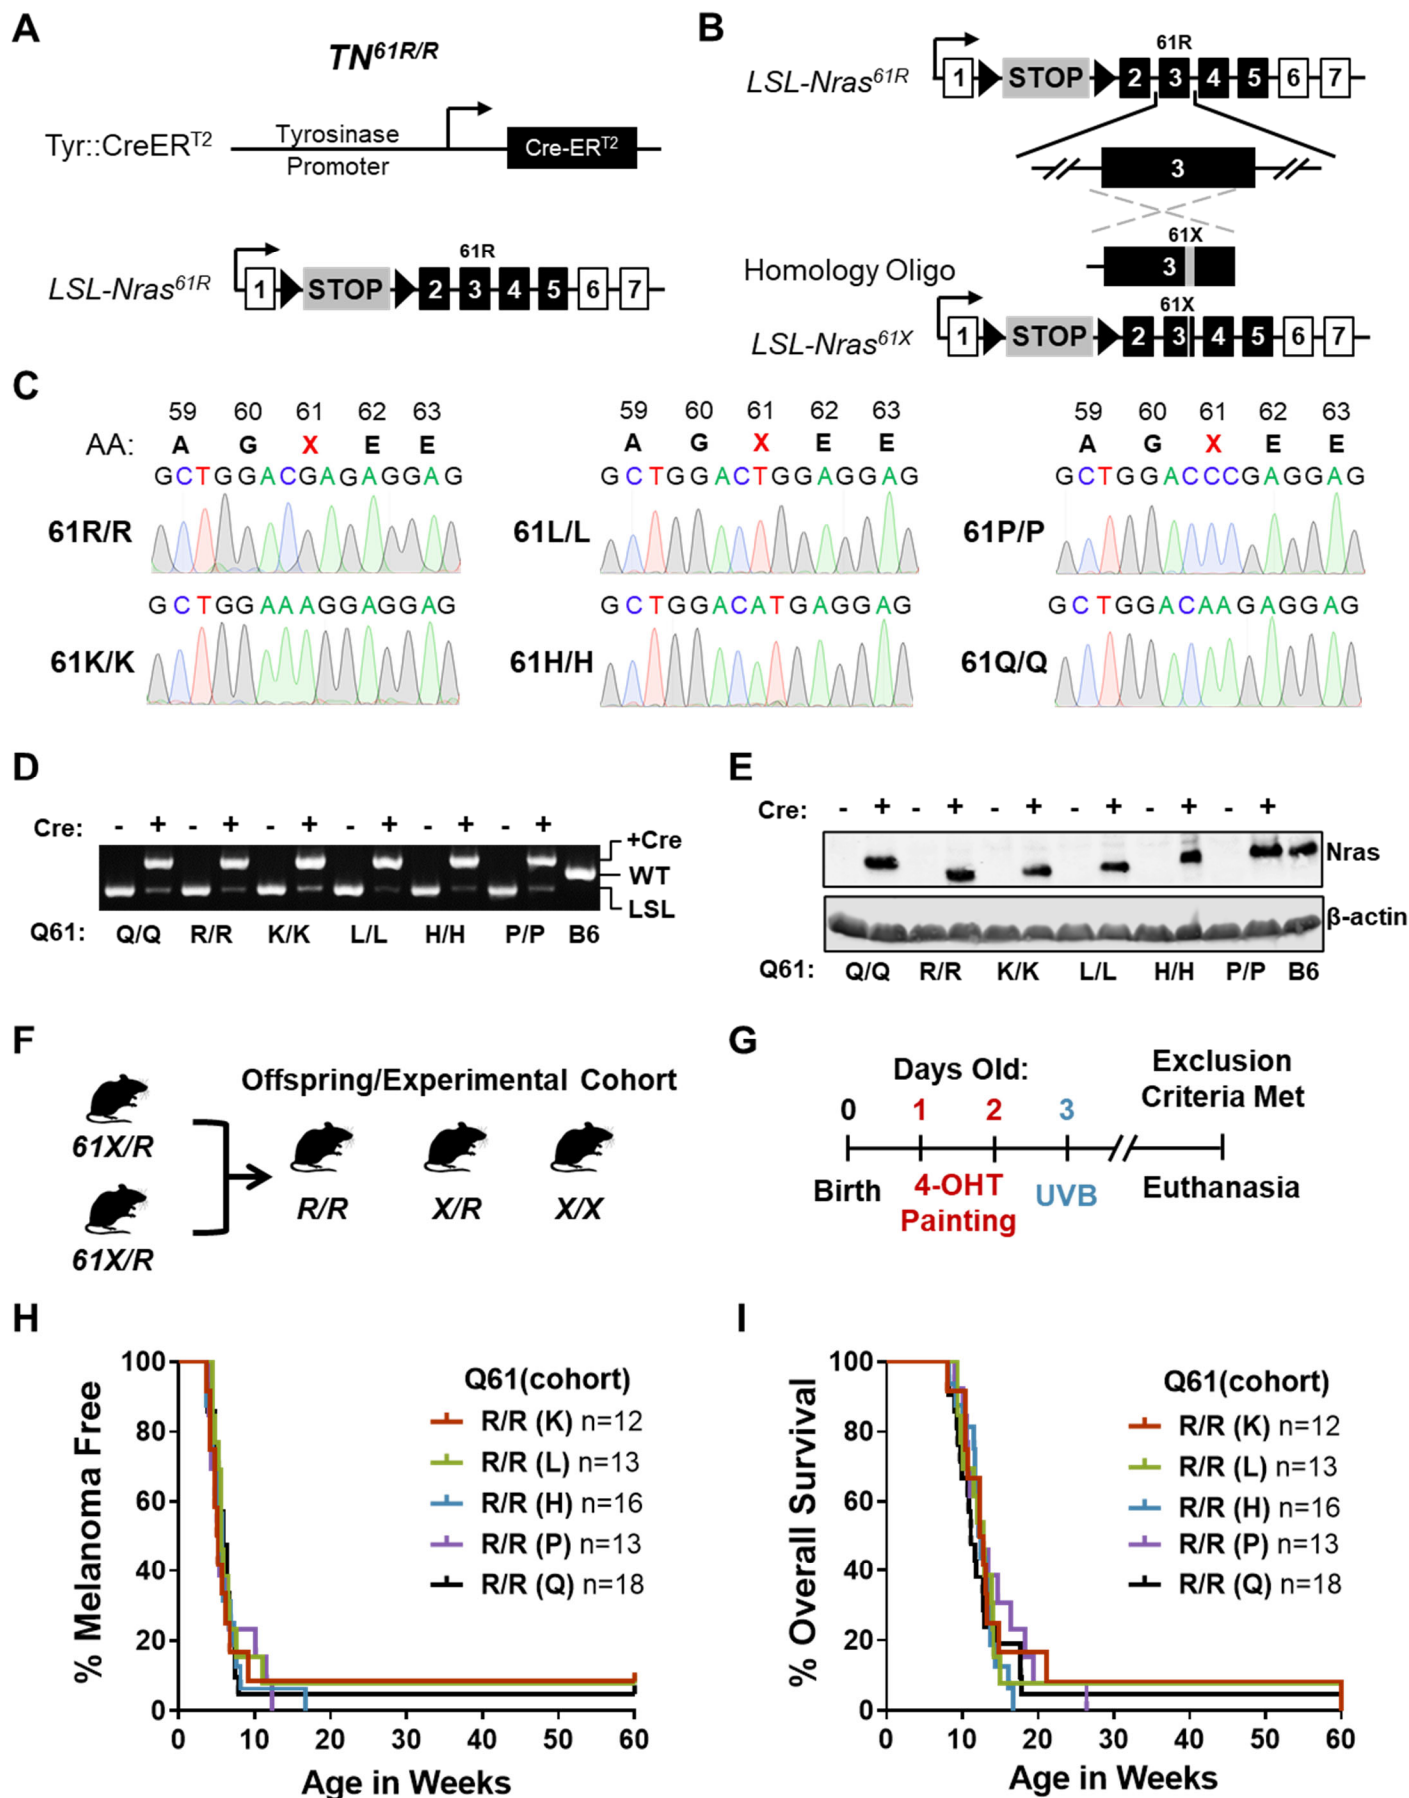 A
TN61R/R
Tyr::CreERT2
Tyrosinase
Promoter
Cre-ERT2
61R
LSL-Nras61R
1 STOP 2 3 4 5 6 7
B
61R
LSL-Nras61R
1 STOP 2 3 4 5 6 7
3
61X
Homology Oligo
3
61X
LSL-Nras61X
1 STOP 2 3 4 5 6 7
C
59 60 61 62 63
AA: A G X E E
GCTGGACGAGAGGAG
61R/R
GCTGGAAAGGAGGAG
61K/K
59 60 61 62 63
A G X E E
GCTGGACTGGAGGAG
61L/L
GCTGGACATGAGGAG
61H/H
59 60 61 62 63
A G X E E
GCTGGACCCGAGGAG
61P/P
GCTGGACAAGAGGAG
61Q/Q
D
Cre: - + - + - + - + - + - +
+Cre
WT
LSL
Q61: Q/Q R/R K/K L/L H/H P/P B6
E
Cre: - + - + - + - + - + - +
Nras
β-actin
Q61: Q/Q R/R K/K L/L H/H P/P B6
F
Offspring/Experimental Cohort
61X/R
61X/R
R/R X/R X/X
G
Days Old:
0 1 2 3
Exclusion
Criteria Met
Birth
4-OHT
Painting
UVB
Euthanasia
H
% Melanoma Free
100
80
60
40
20
0
0 10 20 30 40 50 60
Age in Weeks
Q61(cohort)
R/R (K) n=12
R/R (L) n=13
R/R (H) n=16
R/R (P) n=13
R/R (Q) n=18
I
% Overall Survival
100
80
60
40
20
0
0 10 20 30 40 50 60
Age in Weeks
Q61(cohort)
R/R (K) n=12
R/R (L) n=13
R/R (H) n=16
R/R (P) n=13
R/R (Q) n=18